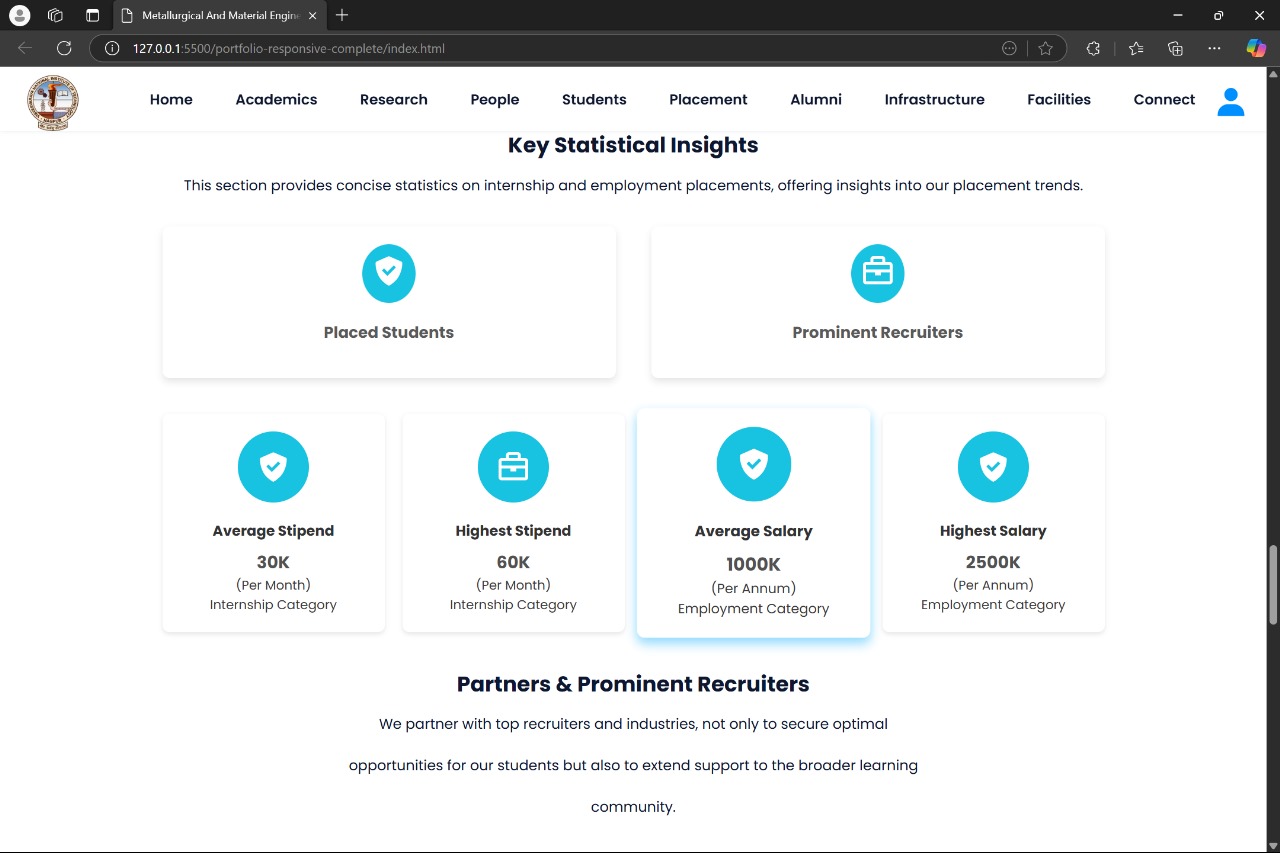 Metallurgical And Material Engin
127.0.0.1:5500/portfolio-responsive-complete/index.html
Home Academics Research People Students Placement Alumni Infrastructure Facilities Connect
Key Statistical Insights
This section provides concise statistics on internship and employment placements, offering insights into our placement trends.
Placed Students
Prominent Recruiters
Average Stipend
30K
(Per Month)
Internship Category
Highest Stipend
60K
(Per Month)
Internship Category
Average Salary
1000K
(Per Annum)
Employment Category
Highest Salary
2500K
(Per Annum)
Employment Category
Partners & Prominent Recruiters
We partner with top recruiters and industries, not only to secure optimal
opportunities for our students but also to extend support to the broader learning
community.